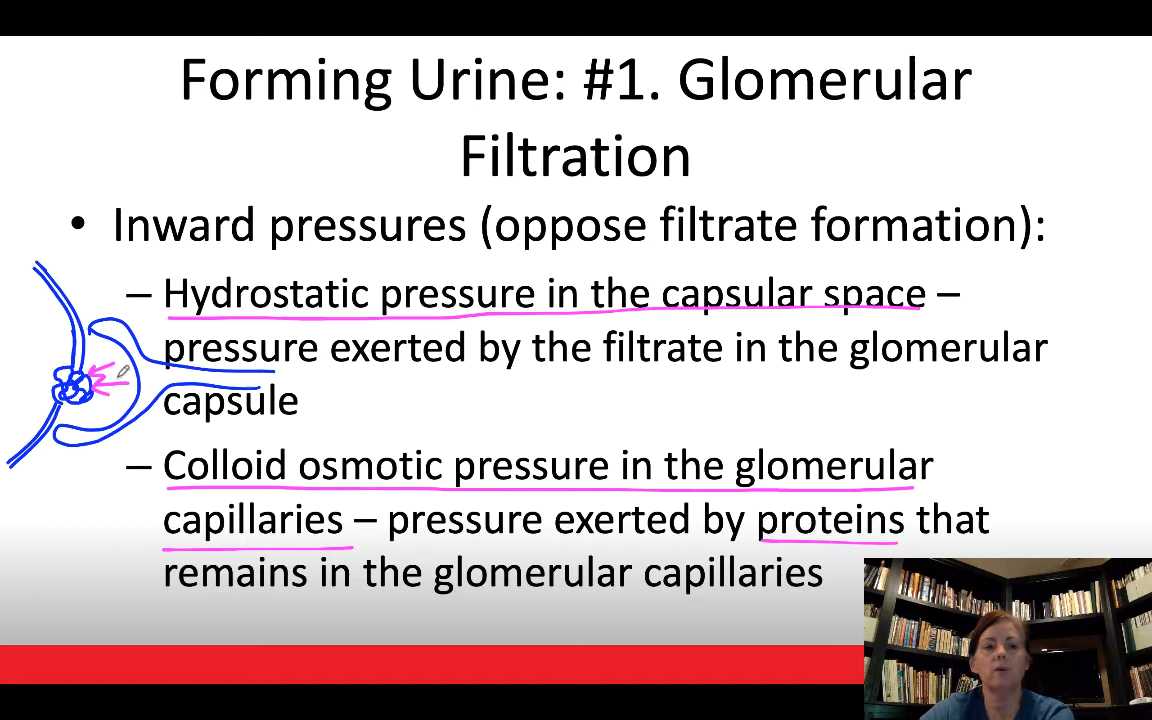 Forming Urine: #1. Glomerular
Filtration
• Inward pressures (oppose filtrate formation):
– Hydrostatic pressure in the capsular space –
pressure exerted by the filtrate in the glomerular
capsule
– Colloid osmotic pressure in the glomerular
capillaries – pressure exerted by proteins that
remains in the glomerular capillaries